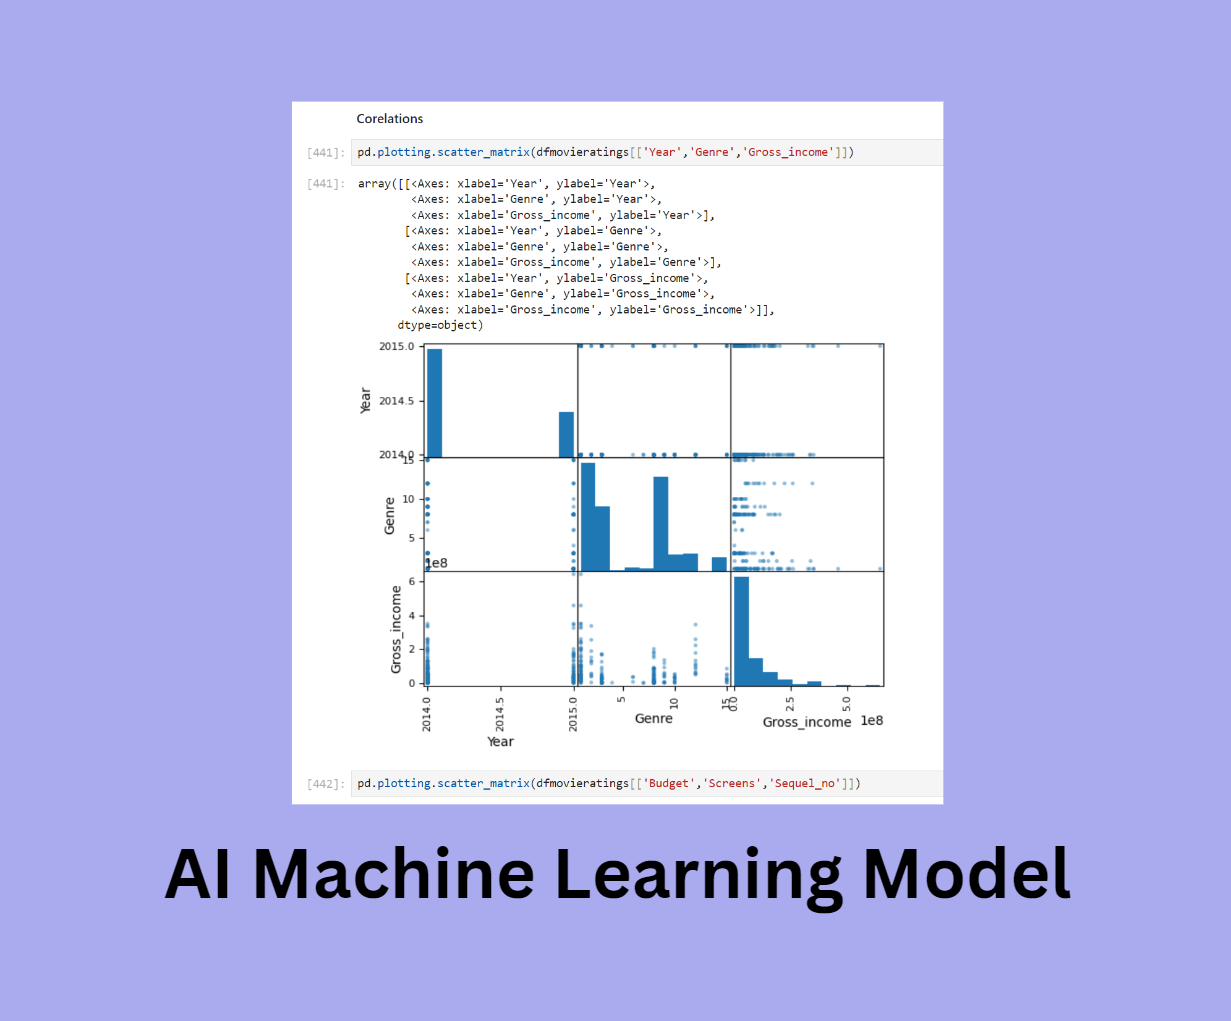 Corelations
[441]: pd.plotting.scatter_matrix(dfmovieratings[['Year','Genre','Gross_income']])
[441]: array([[<Axes: xlabel='Year', ylabel='Year'>,
<Axes: xlabel='Genre', ylabel='Year'>,
<Axes: xlabel='Gross_income', ylabel='Year'>],
[<Axes: xlabel='Year', ylabel='Genre'>,
<Axes: xlabel='Genre', ylabel='Genre'>,
<Axes: xlabel='Gross_income', ylabel='Genre'>],
[<Axes: xlabel='Year', ylabel='Gross_income'>,
<Axes: xlabel='Genre', ylabel='Gross_income'>,
<Axes: xlabel='Gross_income', ylabel='Gross_income'>]],
dtype=object)
2015.0
2014.5
2014.0
Year
15
10
5
Genre
1e8
6
4
2
0
Gross_income
2014.0
2014.5
2015.0
Year
5
10
15
Genre
0.0
2.5
5.0
Gross_income 1e8
[442]: pd.plotting.scatter_matrix(dfmovieratings[['Budget','Screens','Sequel_no']])
AI Machine Learning Model